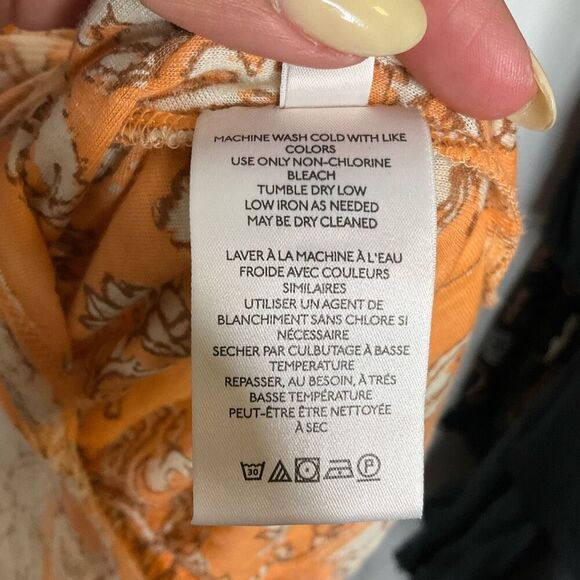 MACHINE WASH COLD WITH LIKE
COLORS
USE ONLY NON-CHLORINE
BLEACH
TUMBLE DRY LOW
LOW IRON AS NEEDED
MAY BE DRY CLEANED
LAVER À LA MACHINE À L'EAU
FROIDE AVEC COULEURS
SIMILAIRES
UTILISER UN AGENT DE
BLANCHIMENT SANS CHLORE SI
NÉCESSAIRE
SECHER PAR CULBUTAGE À BASSE
TEMPERATURE
REPASSER, AU BESOIN, À TRÉS
BASSE TEMPÉRATURE
PEUT-ÊTRE ÊTRE NETTOYÉE
À SEC
30 P